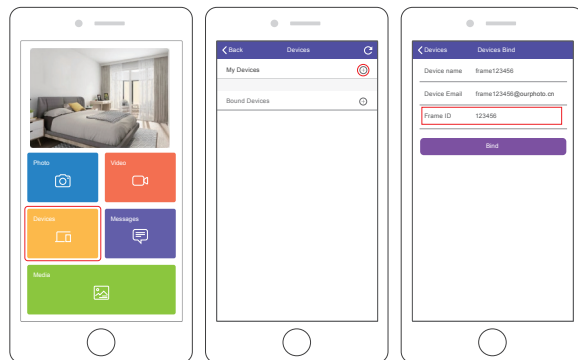 Photo
Video
Devices
Messages
Media
Back
Devices
My Devices
Bound Devices
Devices
Devices Bind
Device name
frame123456
Device Email
frame123456@ourphoto.cn
Frame ID
123456
Bind